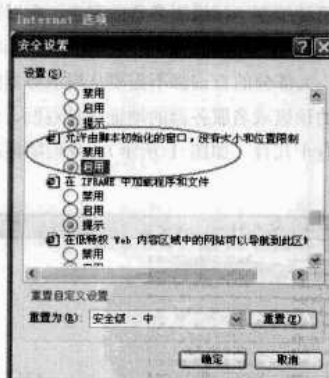 Internet 选项
安全设置
设置(S):
禁用
启用
提示
允许由脚本初始化的窗口，没有大小和位置限制
禁用
启用
在 IFRAME 中加载程序和文件
禁用
启用
提示
在低特权 Web 内容区域中的网站可以导航到此区域
禁用
重置自定义设置
重置为(R): 安全级 - 中
重置(E)
确定
取消